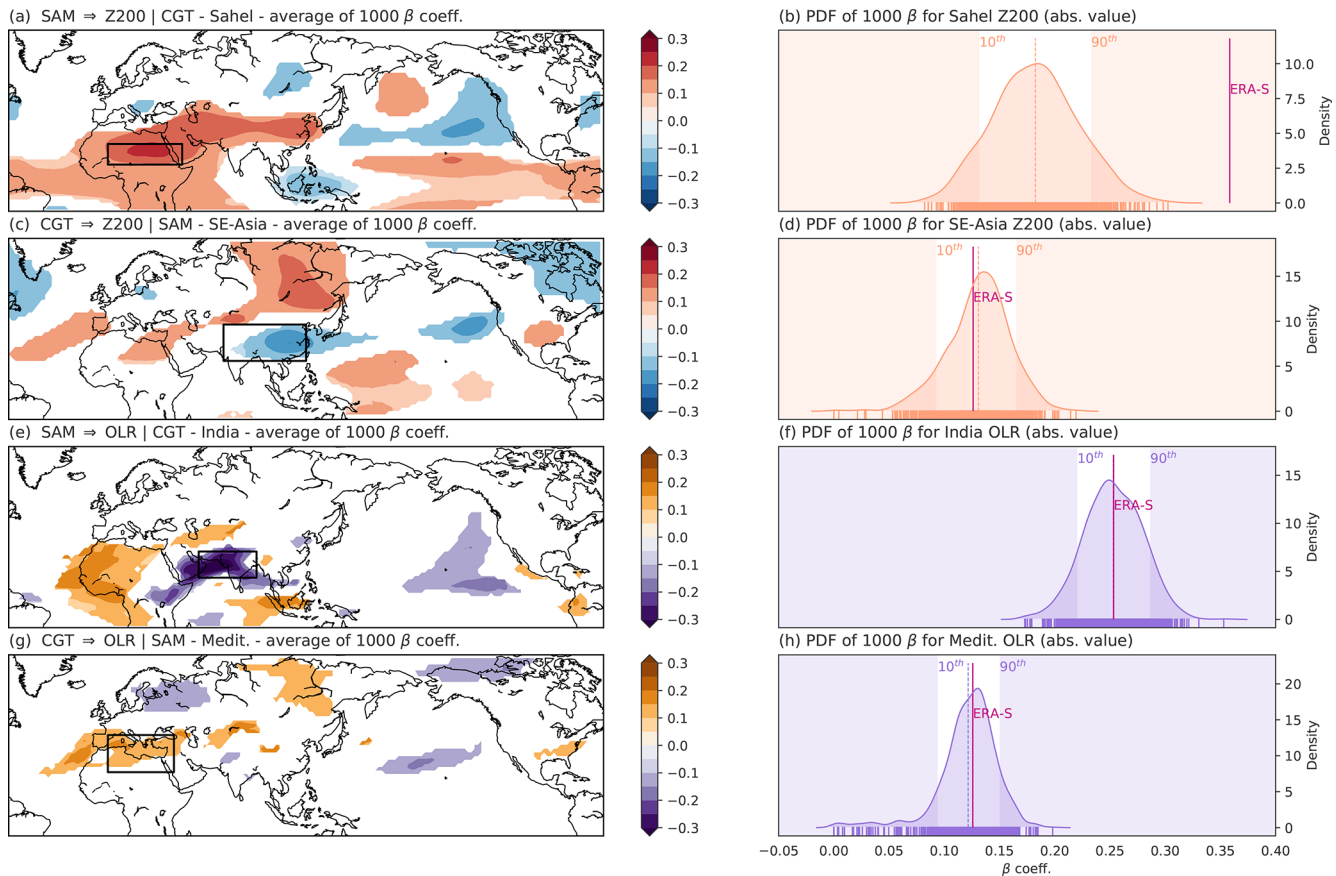 (a) SAM ⇒ Z200 | CGT - Sahel - average of 1000 β coeff.
0.3
0.2
0.1
0.0
−0.1
−0.2
−0.3
(b) PDF of 1000 β for Sahel Z200 (abs. value)
10th
90th
ERA-S
10.0
7.5
5.0
2.5
0.0
Density
(c) CGT ⇒ Z200 | SAM - SE-Asia - average of 1000 β coeff.
0.3
0.2
0.1
0.0
−0.1
−0.2
−0.3
(d) PDF of 1000 β for SE-Asia Z200 (abs. value)
10th
90th
ERA-S
15
10
5
0
Density
(e) SAM ⇒ OLR | CGT - India - average of 1000 β coeff.
0.3
0.2
0.1
0.0
−0.1
−0.2
−0.3
(f) PDF of 1000 β for India OLR (abs. value)
10th
90th
ERA-S
15
10
5
0
Density
(g) CGT ⇒ OLR | SAM - Medit. - average of 1000 β coeff.
0.3
0.2
0.1
0.0
−0.1
−0.2
−0.3
(h) PDF of 1000 β for Medit. OLR (abs. value)
10th
90th
ERA-S
20
15
10
5
0
Density
−0.05 0.00 0.05 0.10 0.15 0.20 0.25 0.30 0.35 0.40
β coeff.